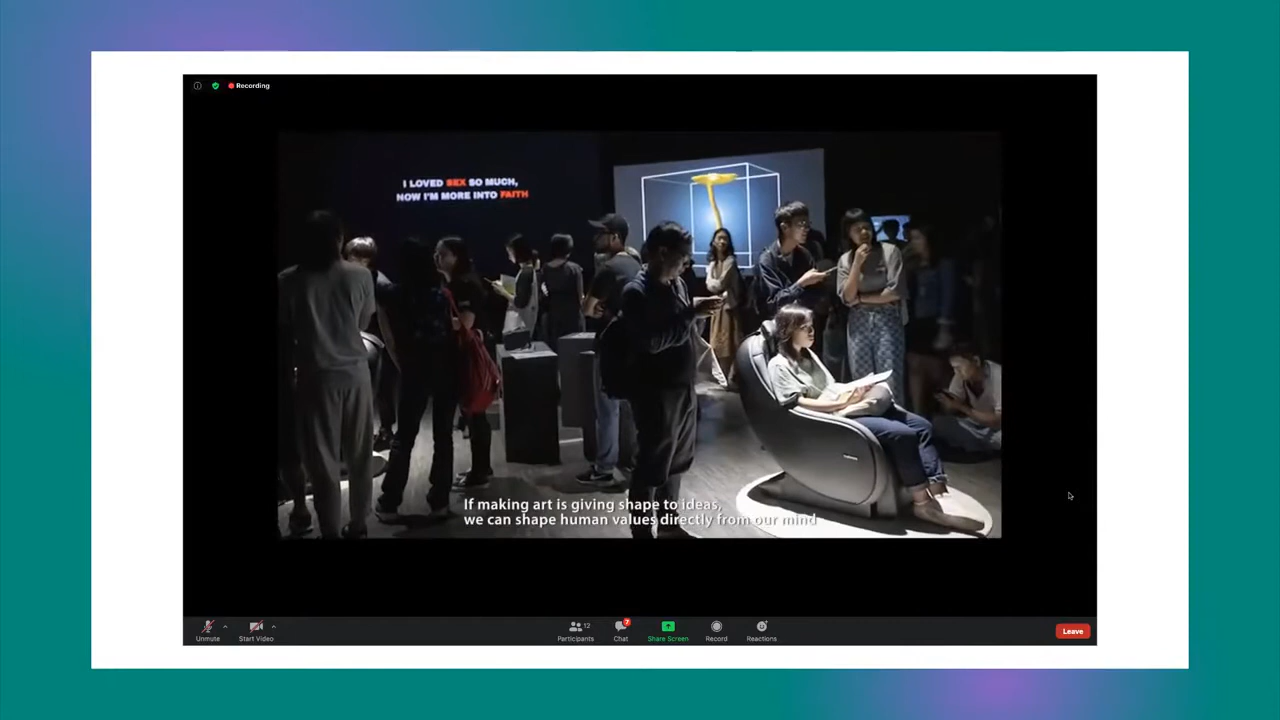 Recording
I LOVED SEX SO MUCH,
NOW I'M MORE INTO FAITH
If making art is giving shape to ideas,
we can shape human values directly from our mind
Unmute
Start Video
Participants
12
Chat
7
Share Screen
Record
Reactions
Leave